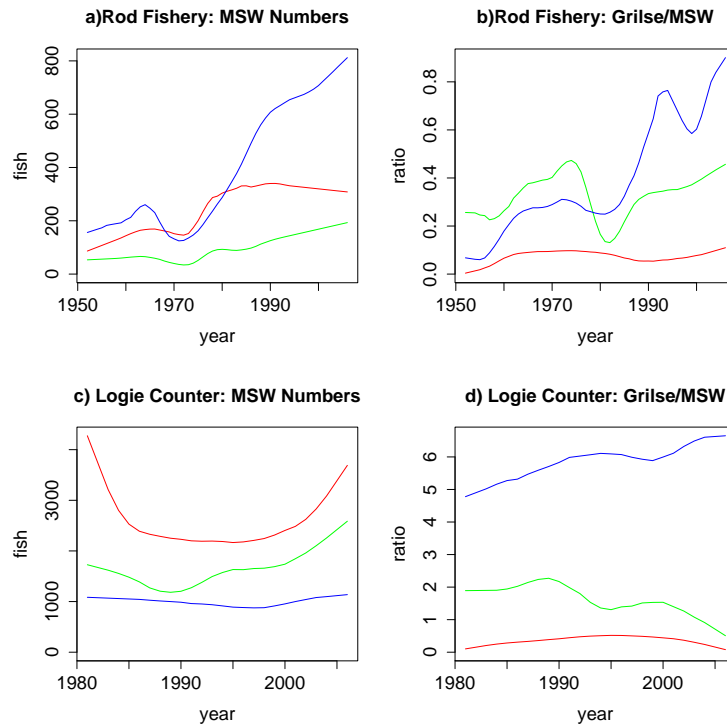 a)Rod Fishery: MSW Numbers
fish
0 200 400 600 800
1950 1970 1990
year
b)Rod Fishery: Grilse/MSW
ratio
0.0 0.2 0.4 0.6 0.8
1950 1970 1990
year
c) Logie Counter: MSW Numbers
fish
0 1000 3000
1980 1990 2000
year
d) Logie Counter: Grilse/MSW
ratio
0 1 2 3 4 5 6
1980 1990 2000
year